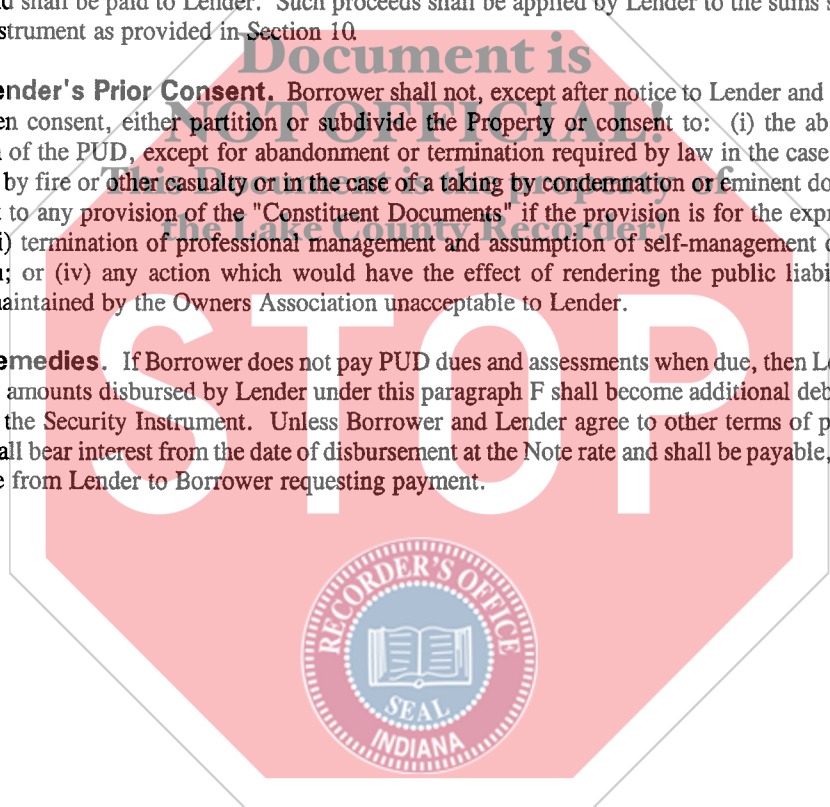 shall be paid to Lender. Such proceeds shall be applied by Lender to the sums
strument as provided in Section 10.
Document is
ender's Prior Consent. Borrower shall not, except after notice to Lender and
NOT OFFICIAL!
en consent, either partition or subdivide the Property or consent to: (i) the ab
of the PUD, except for abandonment or termination required by law in the case
This Document is the property of
by fire or other casualty or in the case of a taking by condemnation or eminent do
t to any provision of the "Constituent Documents" if the provision is for the expr
the Lake County Recorder!
i) termination of professional management and assumption of self-management
; or (iv) any action which would have the effect of rendering the public liabi
aintained by the Owners Association unacceptable to Lender.
STOP
emedies. If Borrower does not pay PUD dues and assessments when due, then L
amounts disbursed by Lender under this paragraph F shall become additional deb
the Security Instrument. Unless Borrower and Lender agree to other terms of p
all bear interest from the date of disbursement at the Note rate and shall be payable,
e from Lender to Borrower requesting payment.
RECORDER'S OFFICE
SEAL
INDIANA